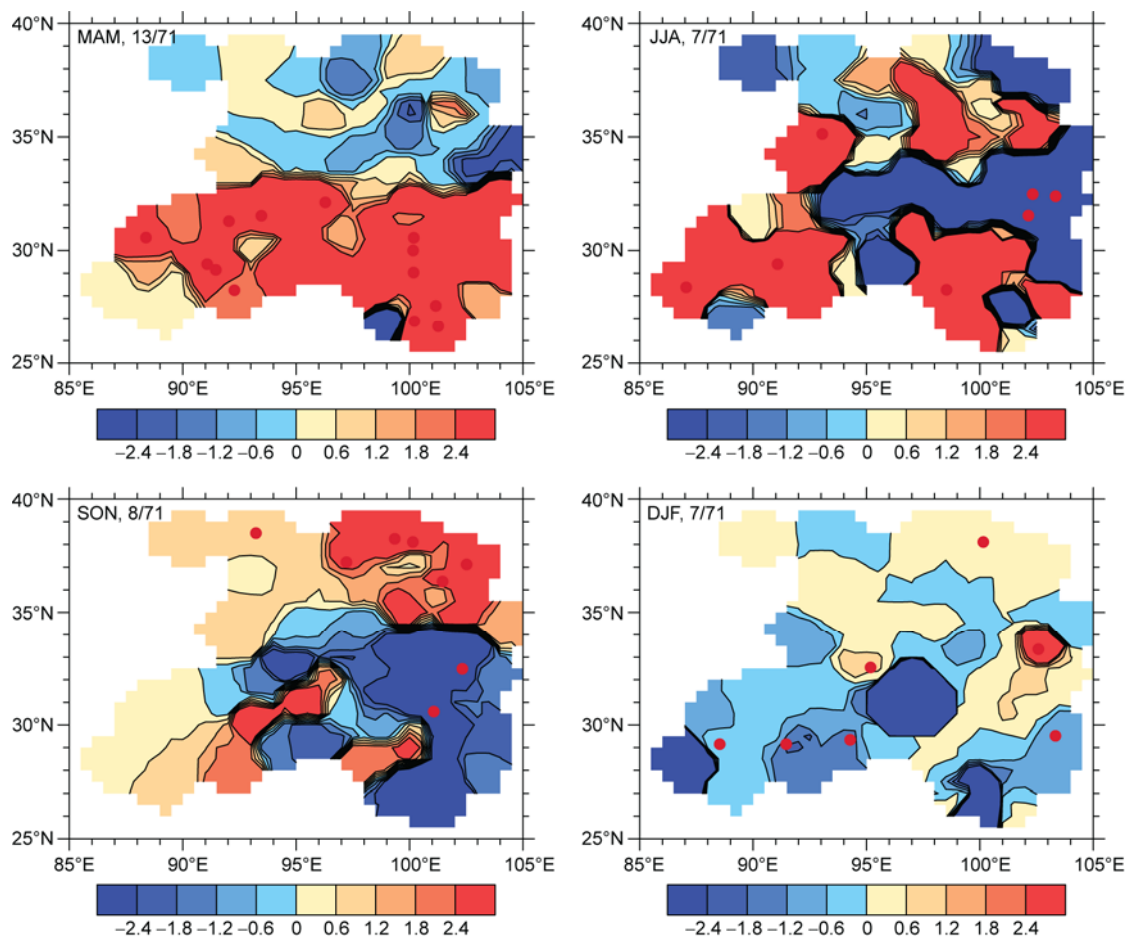 40°N 40°N
MAM, 13/71 JJA, 7/71
35°N 35°N
30°N 30°N
25°N 25°N
85°E 90°E 95°E 100°E 105°E 85°E 90°E 95°E 100°E 105°E
−2.4 −1.8 −1.2 −0.6 0 0.6 1.2 1.8 2.4 −2.4 −1.8 −1.2 −0.6 0 0.6 1.2 1.8 2.4
40°N 40°N
SON, 8/71 DJF, 7/71
35°N 35°N
30°N 30°N
25°N 25°N
85°E 90°E 95°E 100°E 105°E 85°E 90°E 95°E 100°E 105°E
−2.4 −1.8 −1.2 −0.6 0 0.6 1.2 1.8 2.4 −2.4 −1.8 −1.2 −0.6 0 0.6 1.2 1.8 2.4